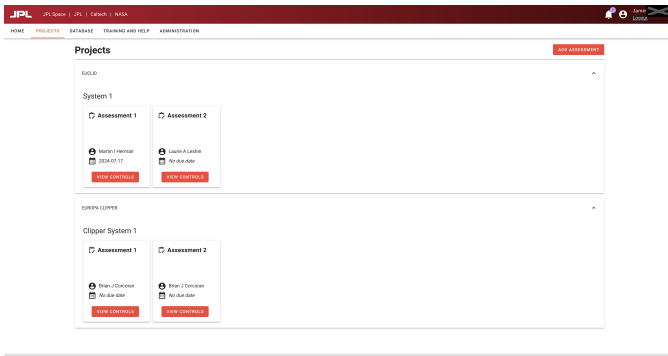 JPL JPL Space | JPL | Caltech | NASA Jamie
Logout
HOME PROJECTS DATABASE TRAINING AND HELP ADMINISTRATION
Projects ADD ASSESSMENT
EUCLID
System 1
Assessment 1 Assessment 2
Martin I Herman Laurie A Leshin
2024-07-17 No due date
VIEW CONTROLS VIEW CONTROLS
EUROPA CLIPPER
Clipper System 1
Assessment 1 Assessment 2
Brian J Corcoran Brian J Corcoran
No due date No due date
VIEW CONTROLS VIEW CONTROLS